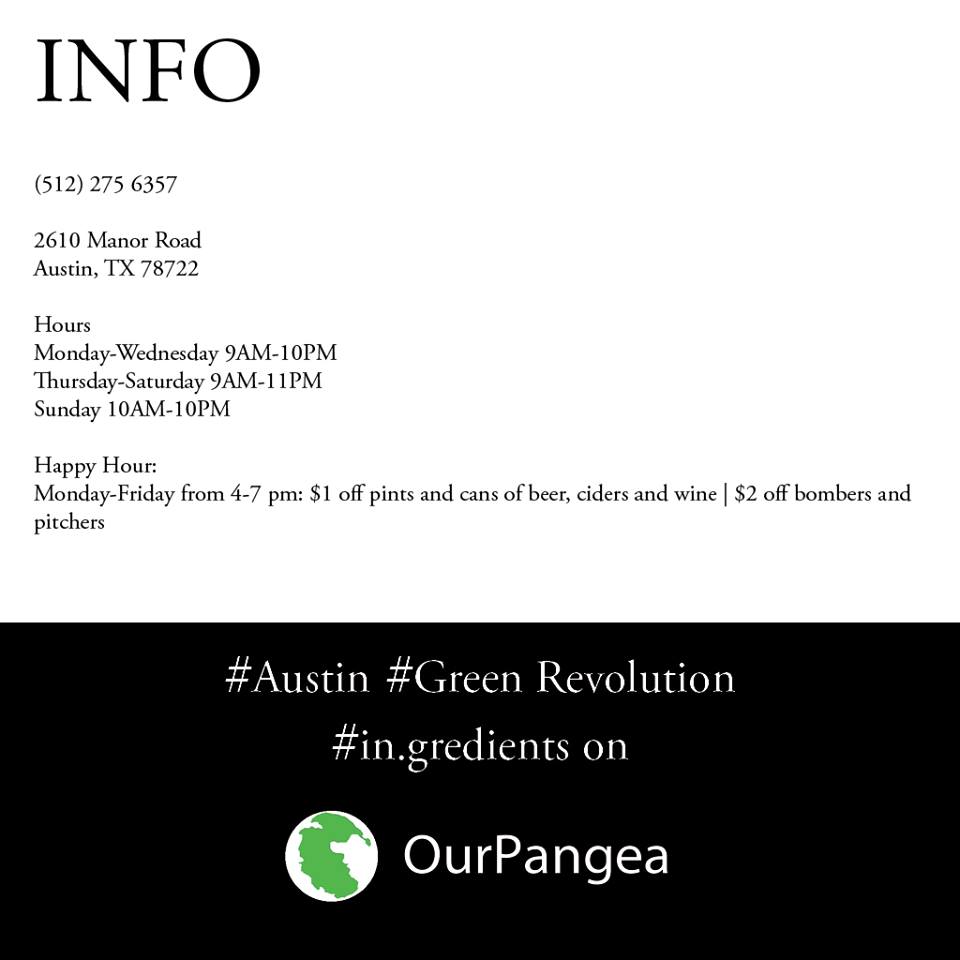 INFO
(512) 275 6357
2610 Manor Road
Austin, TX 78722
Hours
Monday-Wednesday 9AM-10PM
Thursday-Saturday 9AM-11PM
Sunday 10AM-10PM
Happy Hour:
Monday-Friday from 4-7 pm: $1 off pints and cans of beer, ciders and wine | $2 off bombers and
pitchers
#Austin #Green Revolution
#in.gredients on
OurPangea